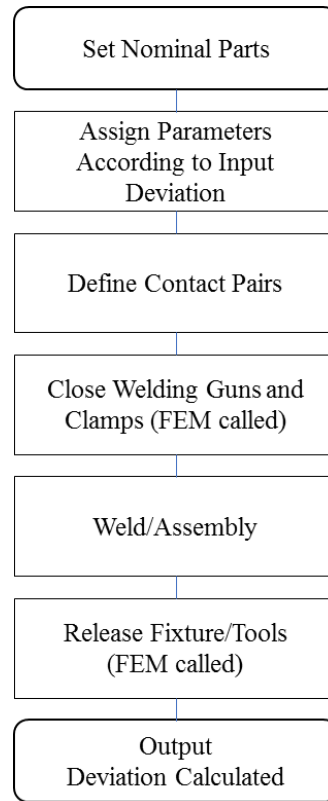 Set Nominal Parts
Assign Parameters
According to Input
Deviation
Define Contact Pairs
Close Welding Guns and
Clamps (FEM called)
Weld/Assembly
Release Fixture/Tools
(FEM called)
Output
Deviation Calculated